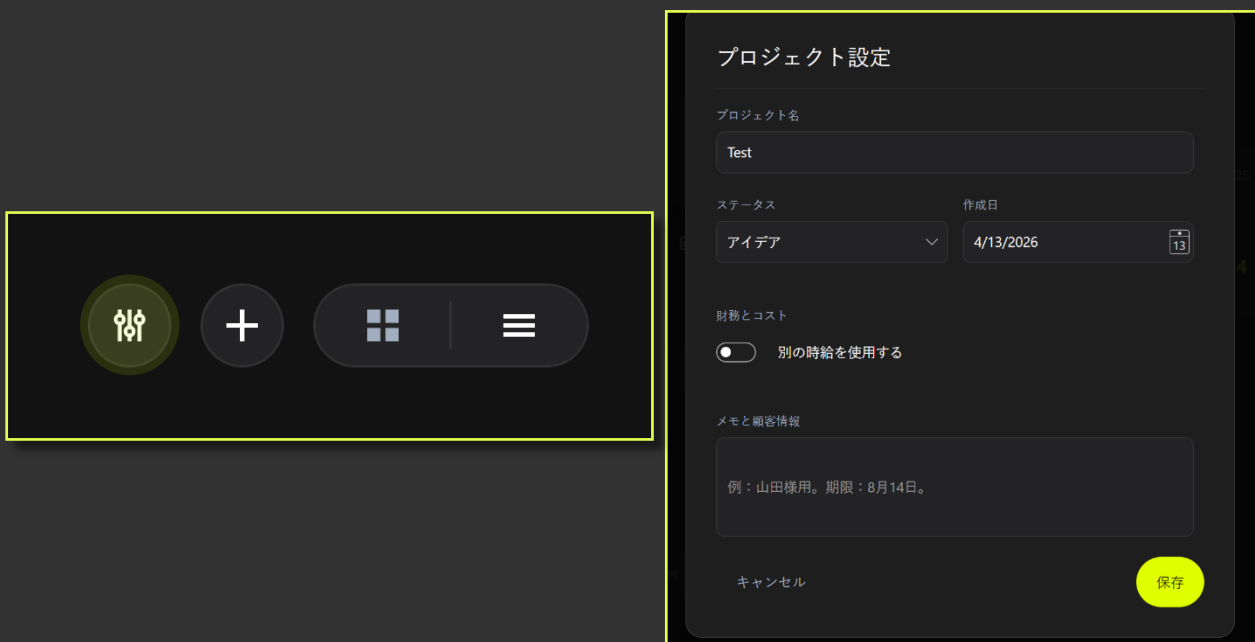 プロジェクト設定
プロジェクト名
Test
ステータス
作成日
アイデア
4/13/2026
13
財務とコスト
別の時給を使用する
メモと顧客情報
例：山田様用。期限：8月14日。
キャンセル
保存